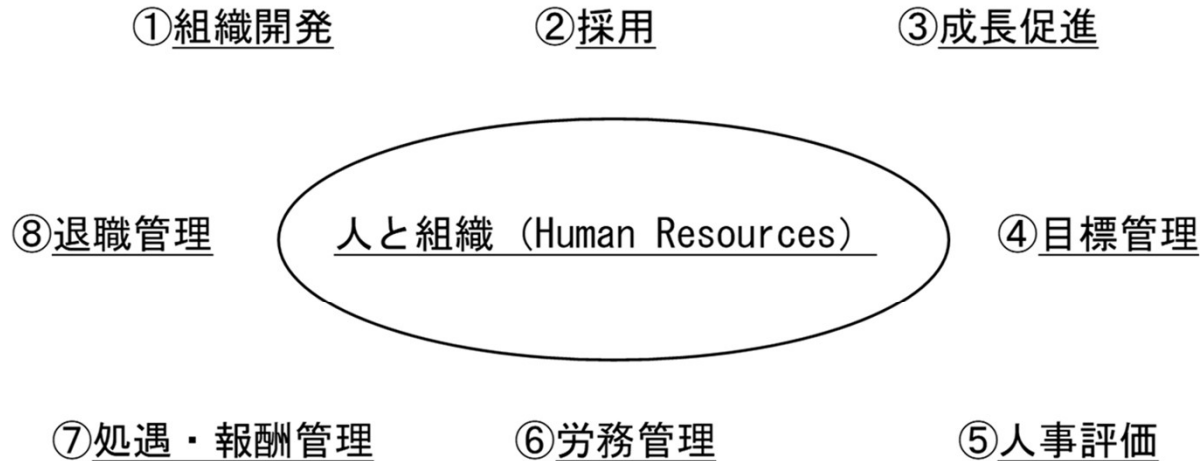 ①組織開発 ②採用 ③成長促進
⑧退職管理 人と組織（Human Resources） ④目標管理
⑦処遇・報酬管理 ⑥労務管理 ⑤人事評価